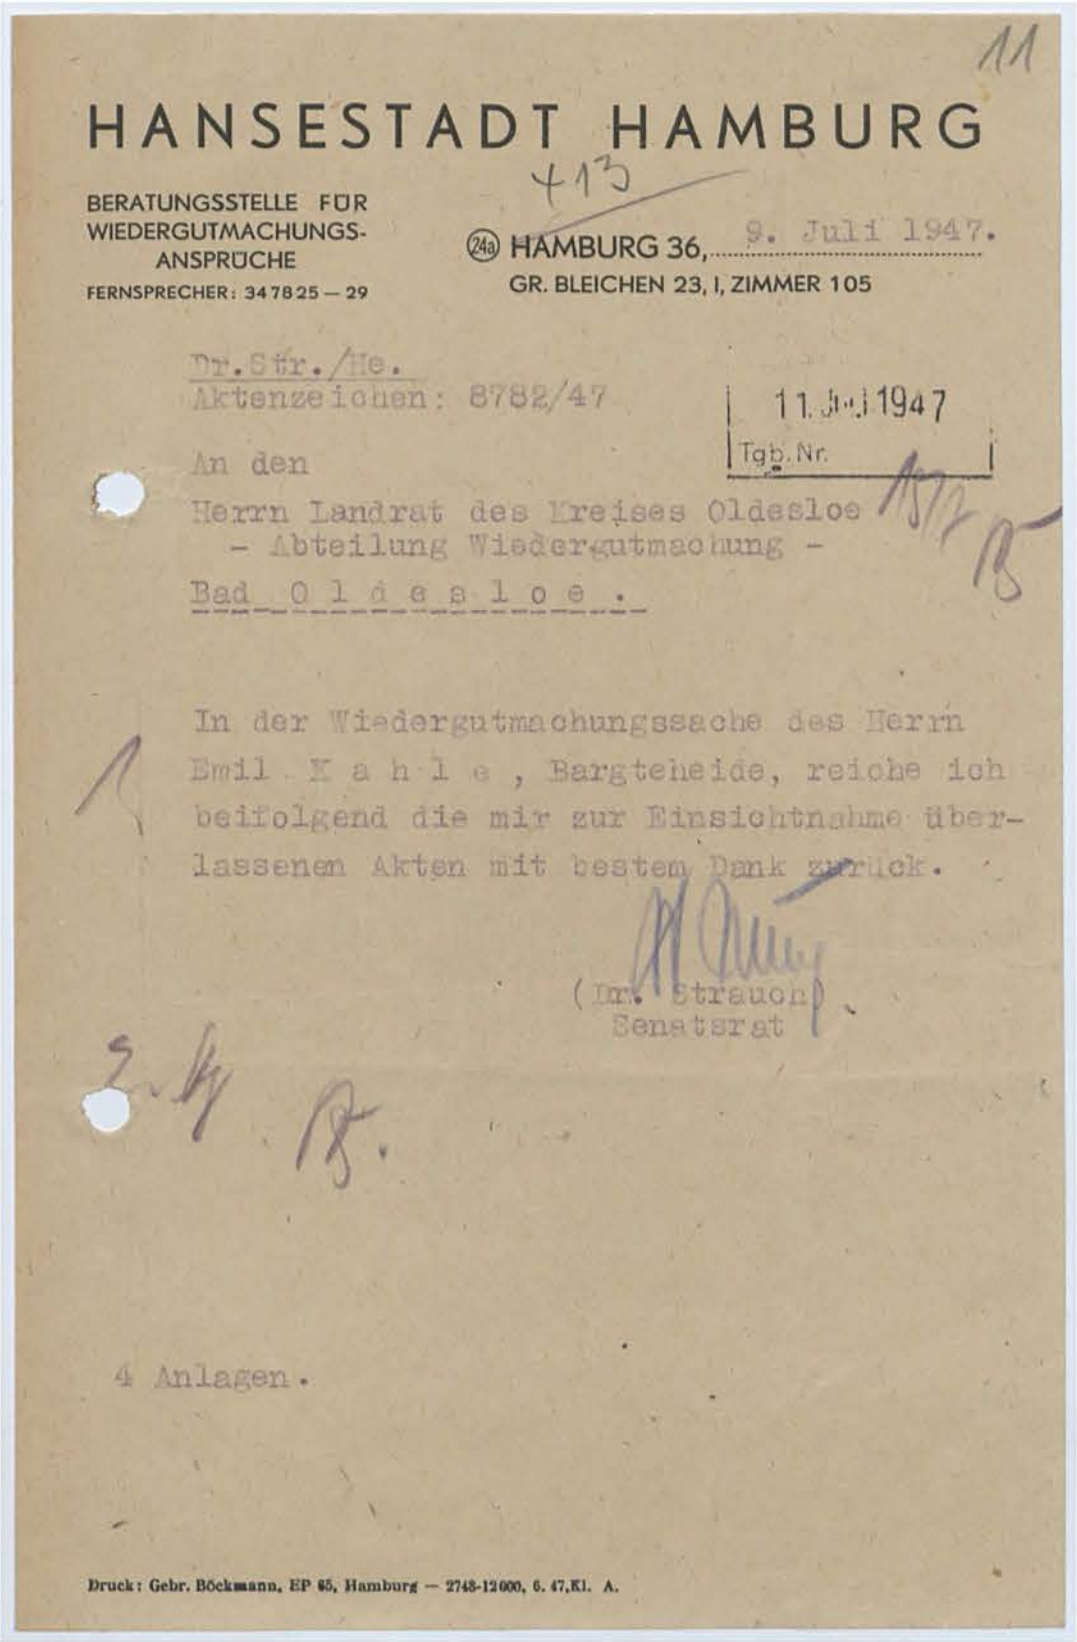 11
HANSESTADT HAMBURG
413
BERATUNGSSTELLE FÜR
WIEDERGUTMACHUNGS-
ANSPRÜCHE
FERNSPRECHER: 34 78 25 — 29
24a HAMBURG 36, 9. Juli 1947.
GR. BLEICHEN 23, I, ZIMMER 105
Dr.Str./He.
Aktenzeichen: 8782/47
11. Juli 1947
Tgb. Nr.
An den
Herrn Landrat des Kreises Oldesloe
- Abteilung Wiedergutmachung -
Bad Oldesloe.
In der Wiedergutmachungssache des Herrn
Emil K a h l e , Bargteheide, reiche ich
beifolgend die mir zur Einsichtnahme über-
lassenen Akten mit bestem Dank zurück.
(Dr. Strauch)
Senatsrat
4 Anlagen.
Druck: Gebr. Böckmann, EP 65, Hamburg — 2748-12000, 6. 47, Kl. A.